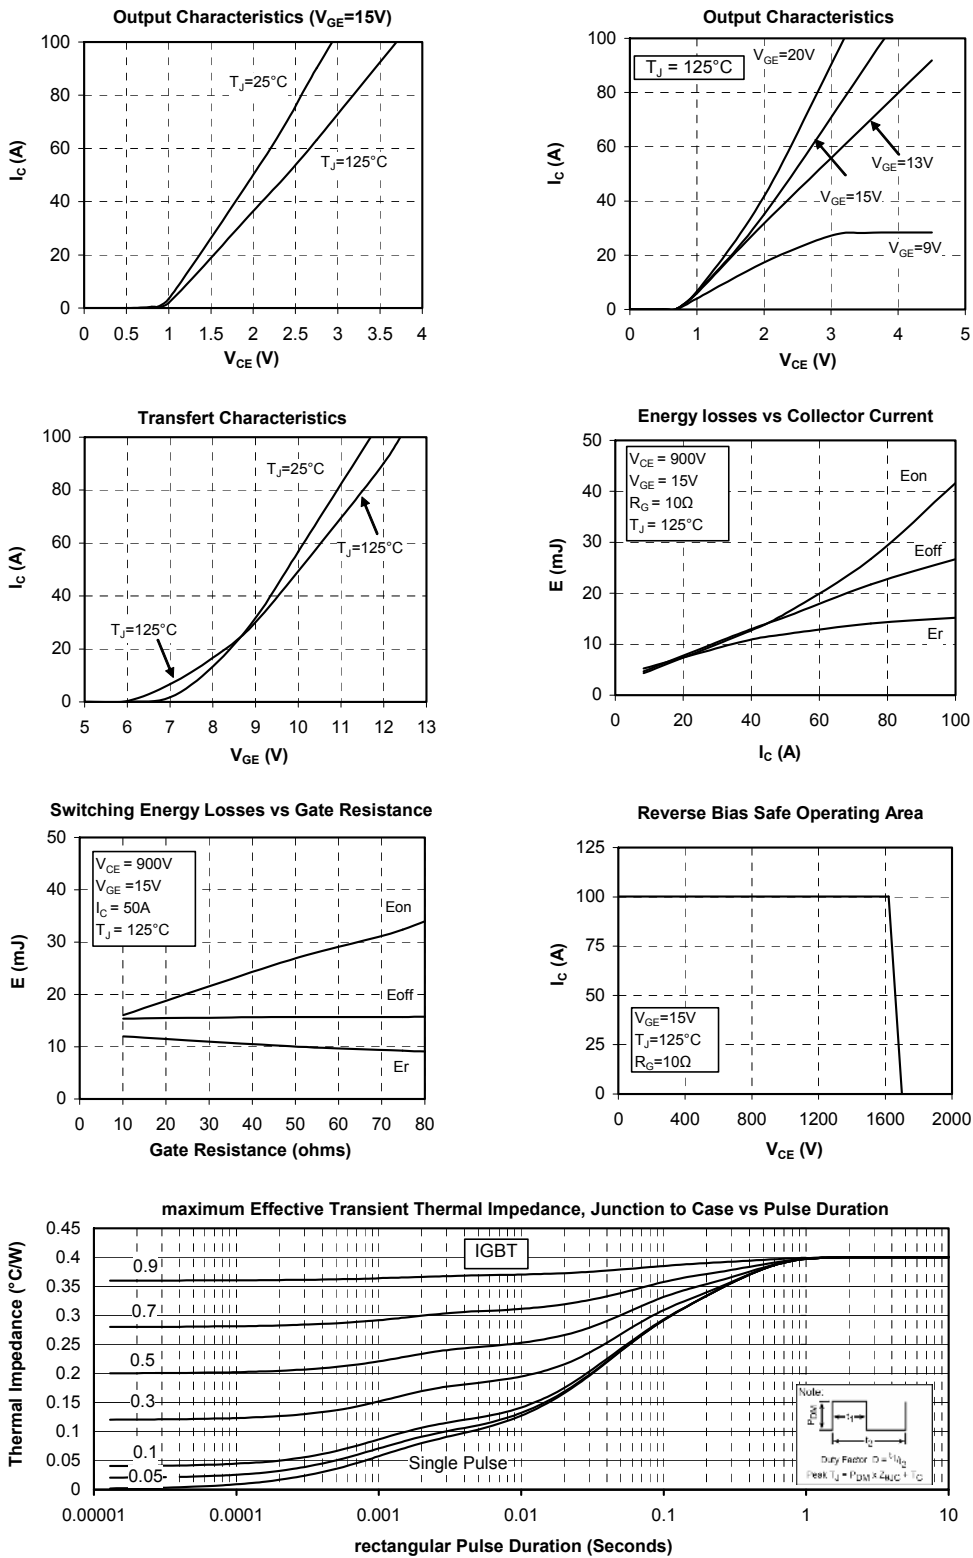 Output Characteristics (VGE=15V)
100
80
60
40
20
0
0 0.5 1 1.5 2 2.5 3 3.5 4
IC (A)
VCE (V)
TJ=25°C
TJ=125°C
Output Characteristics
100
80
60
40
20
0
0 1 2 3 4 5
IC (A)
VCE (V)
TJ = 125°C
VGE=20V
VGE=13V
VGE=15V
VGE=9V
Transfert Characteristics
100
80
60
40
20
0
5 6 7 8 9 10 11 12 13
IC (A)
VGE (V)
TJ=25°C
TJ=125°C
TJ=125°C
Energy losses vs Collector Current
50
40
30
20
10
0
0 20 40 60 80 100
E (mJ)
IC (A)
VCE = 900V
VGE = 15V
RG = 10Ω
TJ = 125°C
Eon
Eoff
Er
Switching Energy Losses vs Gate Resistance
50
40
30
20
10
0
0 10 20 30 40 50 60 70 80
E (mJ)
Gate Resistance (ohms)
VCE = 900V
VGE =15V
IC = 50A
TJ = 125°C
Eon
Eoff
Er
Reverse Bias Safe Operating Area
125
100
75
50
25
0
0 400 800 1200 1600 2000
IC (A)
VCE (V)
VGE=15V
TJ=125°C
RG=10Ω
maximum Effective Transient Thermal Impedance, Junction to Case vs Pulse Duration
0.45
0.4
0.35
0.3
0.25
0.2
0.15
0.1
0.05
0
0.00001 0.0001 0.001 0.01 0.1 1 10
Thermal Impedance (°C/W)
rectangular Pulse Duration (Seconds)
IGBT
0.9
0.7
0.5
0.3
0.1
0.05
Single Pulse
Note:
PDM
t1
t2
Duty Factor D = t1/t2
Peak TJ = PDM x ZθJC + TC